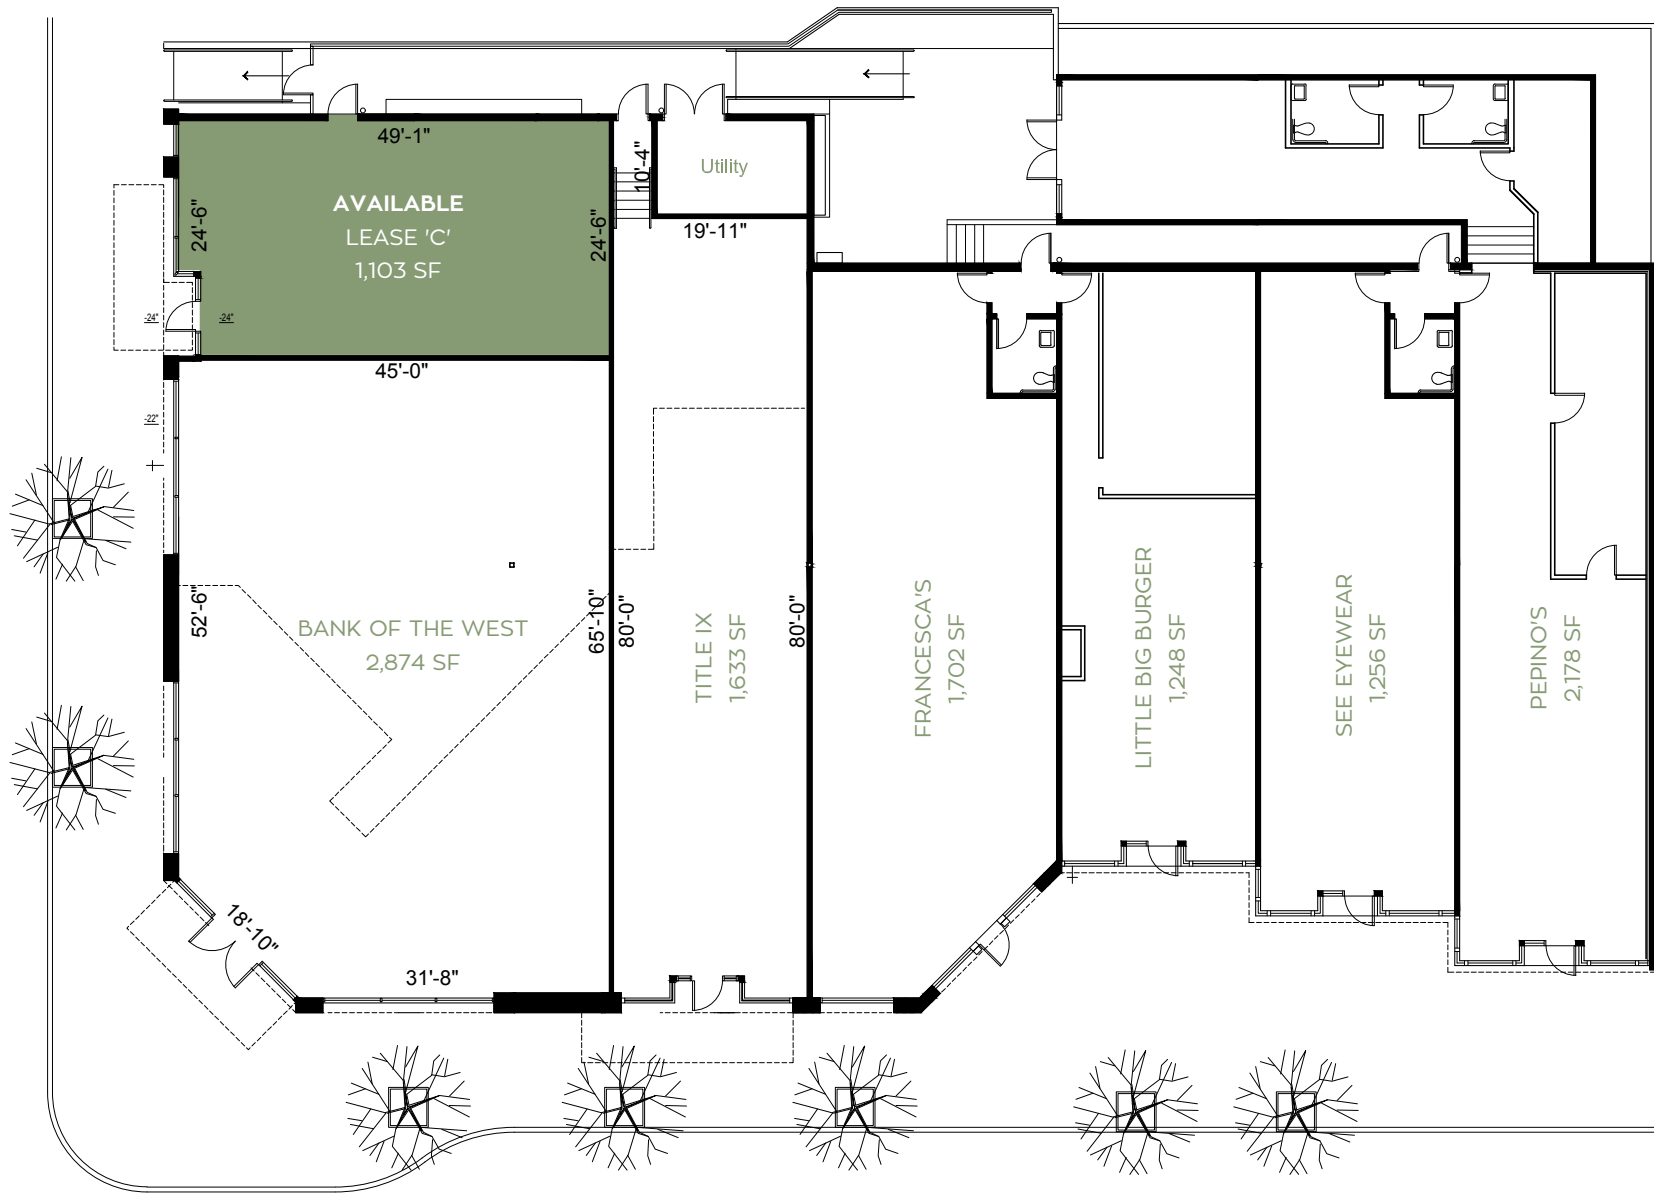 49'-1"
AVAILABLE
LEASE 'C'
1,103 SF
24'-6"
24'-6"
10'-4"
Utility
19'-11"
-24"
-24"
45'-0"
-22"
52'-6"
BANK OF THE WEST
2,874 SF
65'-10"
80'-0"
TITLE IX
1,633 SF
80'-0"
FRANCESCA'S
1,702 SF
LITTLE BIG BURGER
1,248 SF
SEE EYEWEAR
1,256 SF
PEPINO'S
2,178 SF
18'-10"
31'-8"